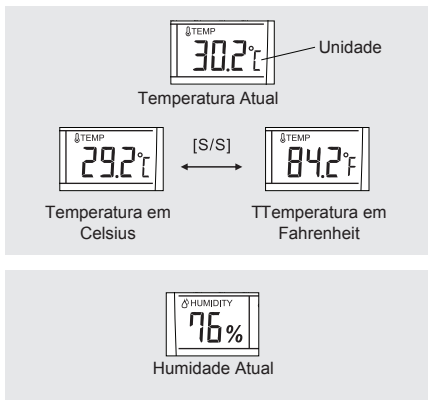 TEMP
30.2°C
Unidade
Temperatura Atual
TEMP
29.2°C
[S/S]
TEMP
84.2°F
Temperatura em
Celsius
TTemperatura em
Fahrenheit
HUMIDITY
76%
Humidade Atual